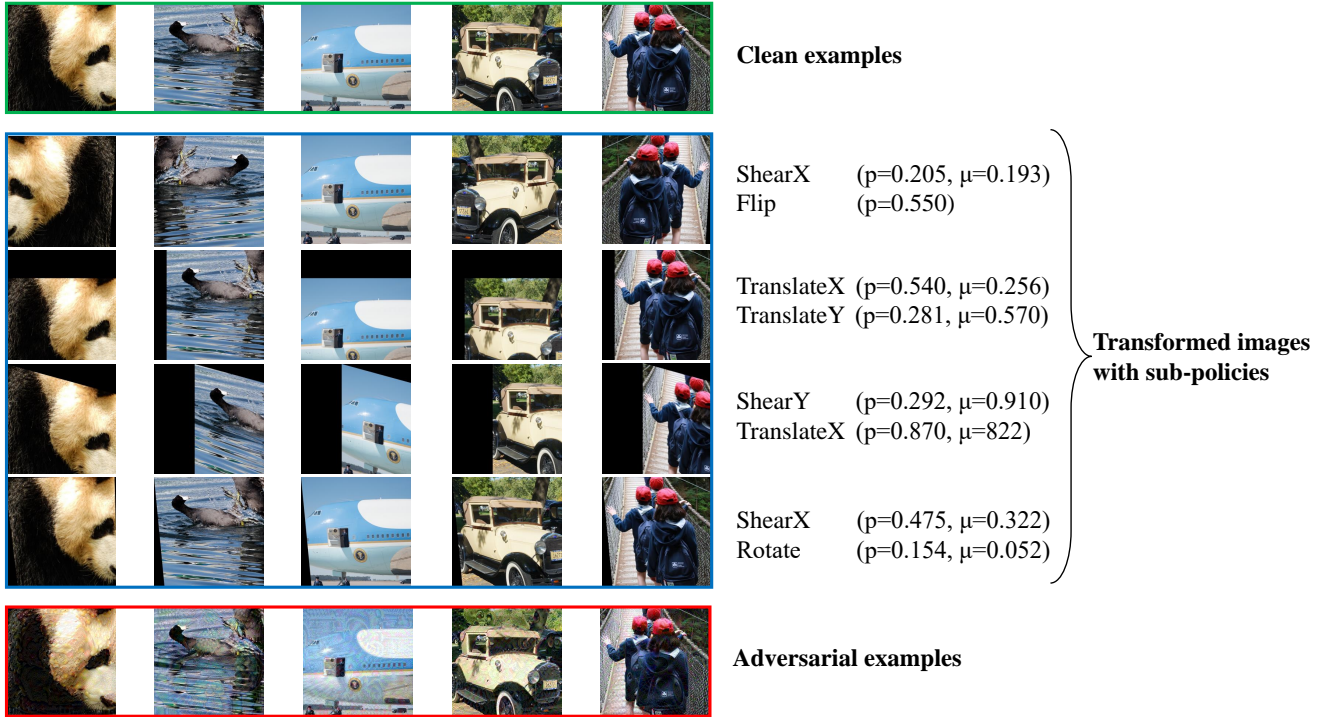 Clean examples
ShearX (p=0.205, μ=0.193)
Flip (p=0.550)
TranslateX (p=0.540, μ=0.256)
TranslateY (p=0.281, μ=0.570)
Transformed images
with sub-policies
ShearY (p=0.292, μ=0.910)
TranslateX (p=0.870, μ=822)
ShearX (p=0.475, μ=0.322)
Rotate (p=0.154, μ=0.052)
Adversarial examples